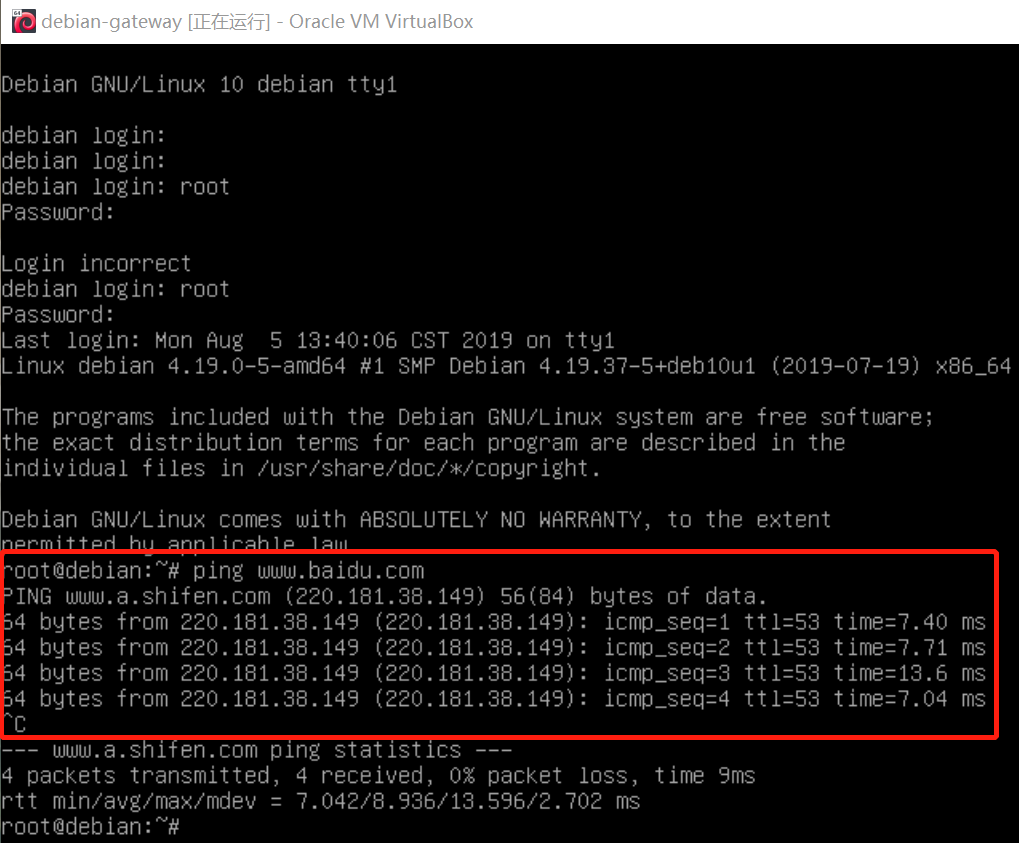 debian-gateway [正在运行] - Oracle VM VirtualBox
Debian GNU/Linux 10 debian tty1
debian login:
debian login:
debian login: root
Password:
Login incorrect
debian login: root
Password:
Last login: Mon Aug  5 13:40:06 CST 2019 on tty1
Linux debian 4.19.0-5-amd64 #1 SMP Debian 4.19.37-5+deb10u1 (2019-07-19) x86_64
The programs included with the Debian GNU/Linux system are free software;
the exact distribution terms for each program are described in the
individual files in /usr/share/doc/*/copyright.
Debian GNU/Linux comes with ABSOLUTELY NO WARRANTY, to the extent
permitted by applicable law.
root@debian:~# ping www.baidu.com
PING www.a.shifen.com (220.181.38.149) 56(84) bytes of data.
64 bytes from 220.181.38.149 (220.181.38.149): icmp_seq=1 ttl=53 time=7.40 ms
64 bytes from 220.181.38.149 (220.181.38.149): icmp_seq=2 ttl=53 time=7.71 ms
64 bytes from 220.181.38.149 (220.181.38.149): icmp_seq=3 ttl=53 time=13.6 ms
64 bytes from 220.181.38.149 (220.181.38.149): icmp_seq=4 ttl=53 time=7.04 ms
^C
--- www.a.shifen.com ping statistics ---
4 packets transmitted, 4 received, 0% packet loss, time 9ms
rtt min/avg/max/mdev = 7.042/8.936/13.596/2.702 ms
root@debian:~#